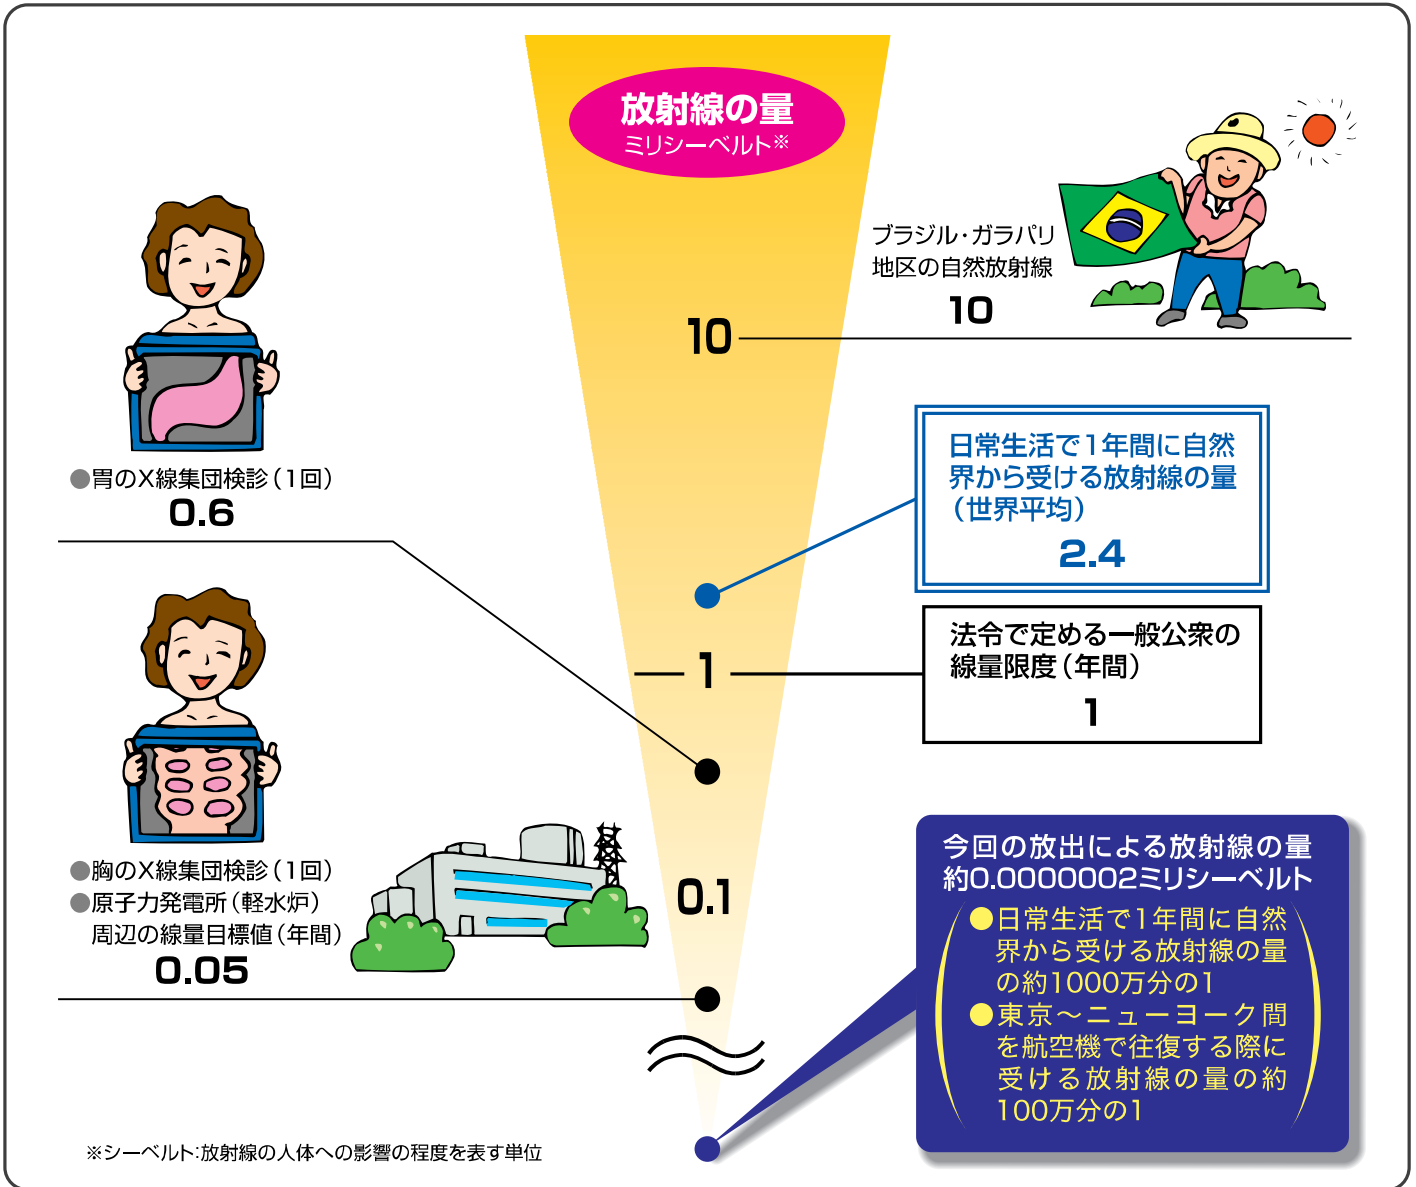 放射線の量
ミリシーベルト※
ブラジル・ガラパリ
地区の自然放射線
10
10
●胃のX線集団検診（1回）
0.6
日常生活で1年間に自然
界から受ける放射線の量
（世界平均）
2.4
法令で定める一般公衆の
線量限度（年間）
1
1
●胸のX線集団検診（1回）
●原子力発電所（軽水炉）
周辺の線量目標値（年間）
0.05
0.1
今回の放出による放射線の量
約0.0000002ミリシーベルト
●日常生活で1年間に自然
界から受ける放射線の量
の約1000万分の1
●東京～ニューヨーク間
を航空機で往復する際に
受ける放射線の量の約
100万分の1
※シーベルト:放射線の人体への影響の程度を表す単位